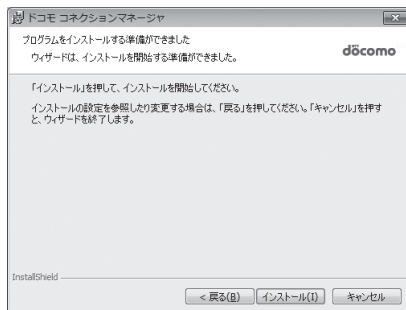 ドコモ コネクションマネージャ
プログラムをインストールする準備ができました
ウィザードは、インストールを開始する準備ができました。
döcomo
「インストール」を押して、インストールを開始してください。
インストールの設定を参照したり変更する場合は、「戻る」を押してください。「キャンセル」を押す
と、ウィザードを終了します。
InstallShield
< 戻る(B)
インストール(I)
キャンセル